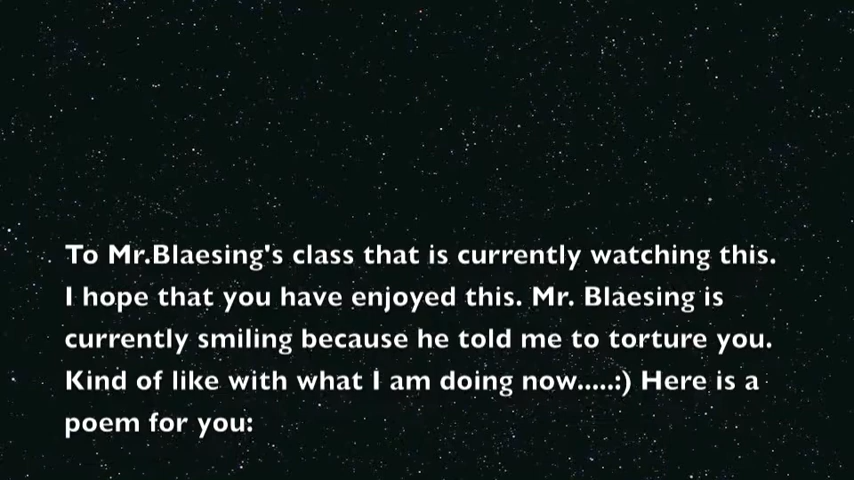 To Mr.Blaesing's class that is currently watching this.
I hope that you have enjoyed this. Mr. Blaesing is
currently smiling because he told me to torture you.
Kind of like with what I am doing now.....:) Here is a
poem for you: